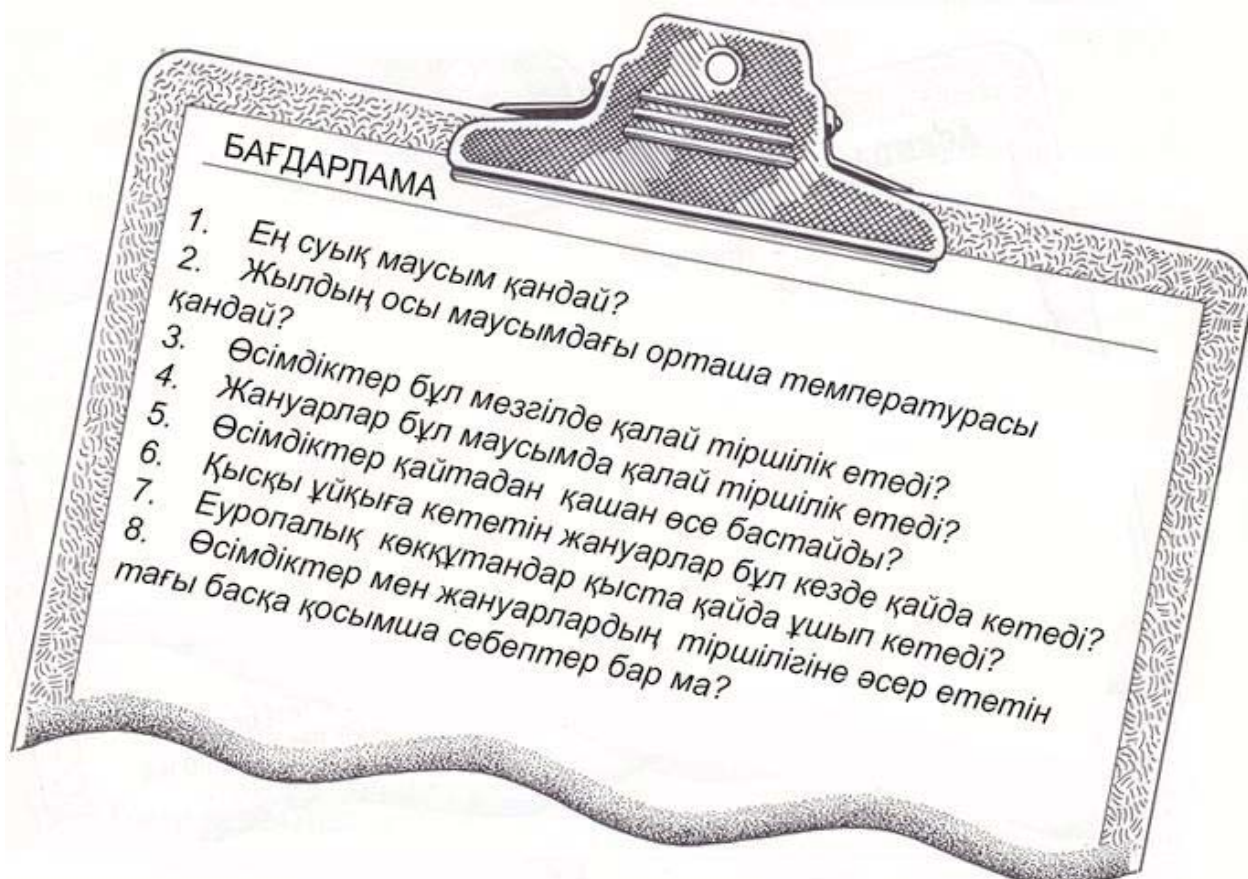 БАҒДАРЛАМА
1. Ең суық маусым қандай?
2. Жылдың осы маусымдағы орташа температурасы
қандай?
3. Өсімдіктер бұл мезгілде қалай тіршілік етеді?
4. Жануарлар бұл маусымда қалай тіршілік етеді?
5. Өсімдіктер қайтадан қашан өсе бастайды?
6. Қысқы ұйқыға кететін жануарлар бұл кезде қайда кетеді?
7. Еуропалық көкқұтандар қыста қайда ұшып кетеді?
8. Өсімдіктер мен жануарлардың тіршілігіне әсер ететін
тағы басқа қосымша себептер бар ма?